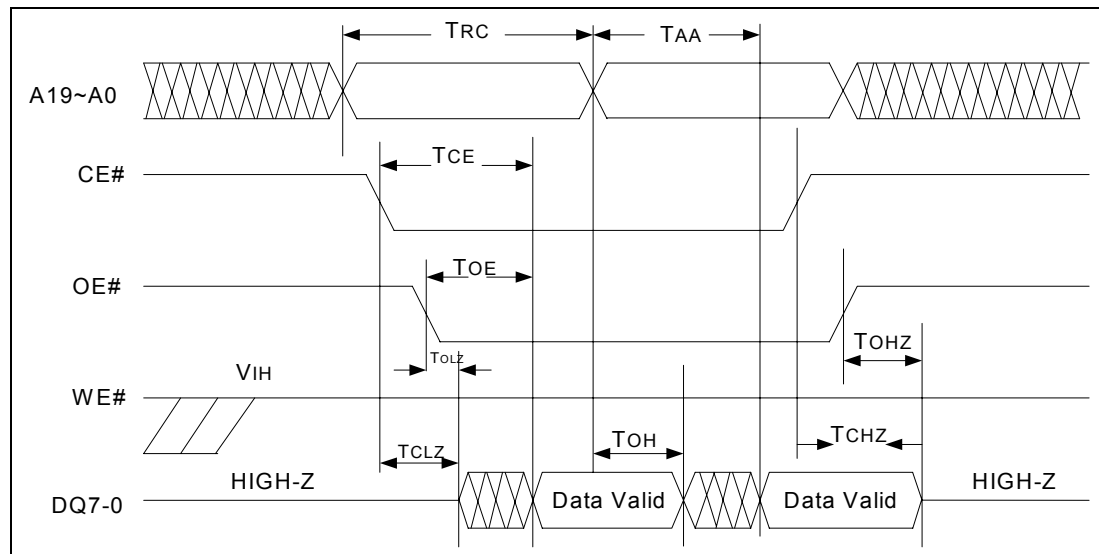 TRC
TAA
A19~A0
TCE
CE#
TOE
OE#
TOLZ
TOHZ
VIH
WE#
TCLZ
TOH
TCHZ
HIGH-Z
Data Valid
Data Valid
HIGH-Z
DQ7-0